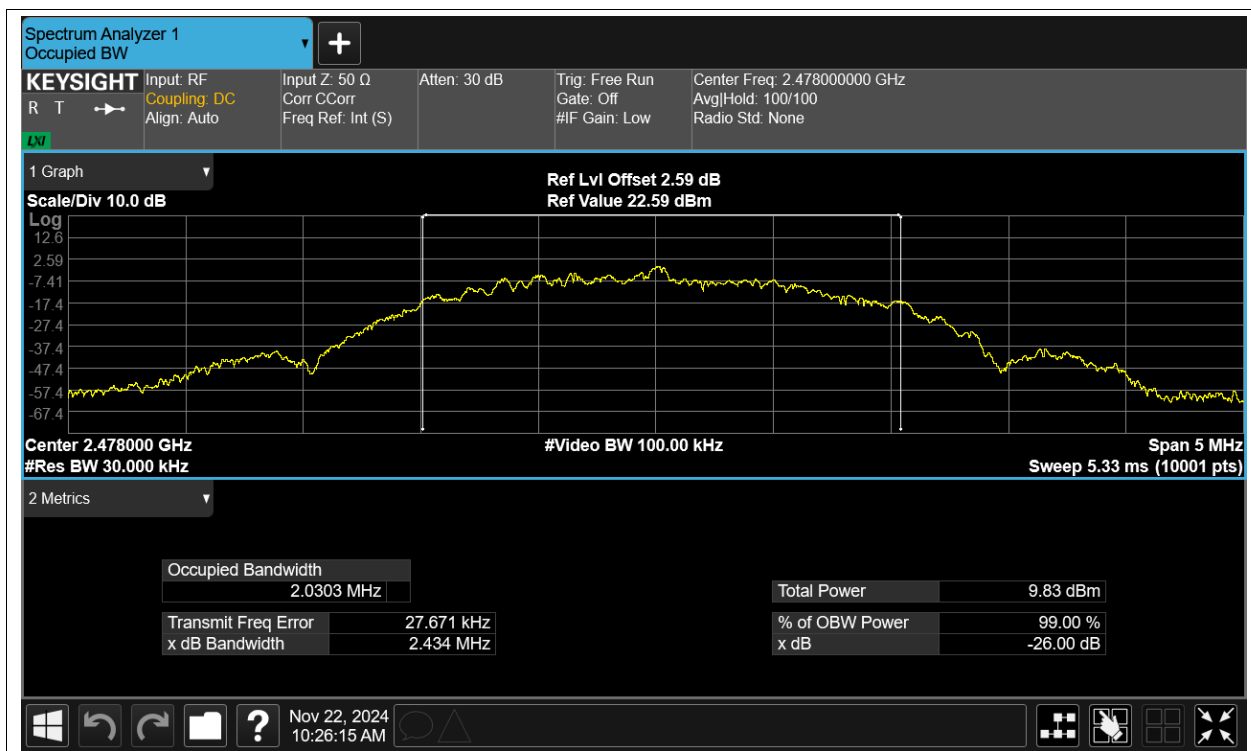 Spectrum Analyzer 1
Occupied BW
KEYSIGHT
R T
LXI
Input: RF
Coupling: DC
Align: Auto
Input Z: 50 Ω
Corr CCorr
Freq Ref: Int (S)
Atten: 30 dB
Trig: Free Run
Gate: Off
#IF Gain: Low
Center Freq: 2.478000000 GHz
Avg|Hold: 100/100
Radio Std: None
1 Graph
Scale/Div 10.0 dB
Ref Lvl Offset 2.59 dB
Ref Value 22.59 dBm
Log
12.6
2.59
-7.41
-17.4
-27.4
-37.4
-47.4
-57.4
-67.4
Center 2.478000 GHz
#Video BW 100.00 kHz
Span 5 MHz
#Res BW 30.000 kHz
Sweep 5.33 ms (10001 pts)
2 Metrics
Occupied Bandwidth
2.0303 MHz
Total Power 9.83 dBm
Transmit Freq Error 27.671 kHz
% of OBW Power 99.00 %
x dB Bandwidth 2.434 MHz
x dB -26.00 dB
?
Nov 22, 2024
10:26:15 AM